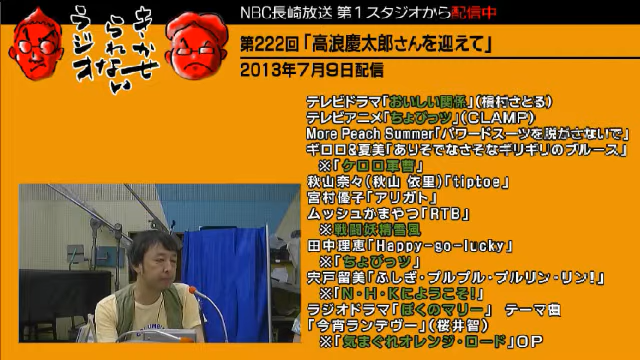 きかせ
られない
ラジオ
NBC長崎放送 第1スタジオから配信中
第222回「高浪慶太郎さんを迎えて」
2013年7月9日配信
テレビドラマ「おいしい関係」(槇村さとる)
テレビアニメ「ちょびっツ」(CLAMP)
More Peach Summer「パワードスーツを脱がさないで」
ギロロ&夏美「ありそでなさそなギリギリのブルース」
※「ケロロ軍曹」
秋山奈々(秋山 依里)「tiptoe」
宮村優子「アリガト」
ムッシュかまやつ「RTB」
※戦闘妖精雪風
田中理恵「Happy-go-lucky」
※「ちょびっツ」
宍戸留美「ふしぎ・プルプル・プルリン・リン!」
※「N・H・Kにようこそ!」
ラジオドラマ「ぼくのマリー」 テーマ曲
「今宵ランデヴー」(桜井智)
※「気まぐれオレンジ・ロード」OP